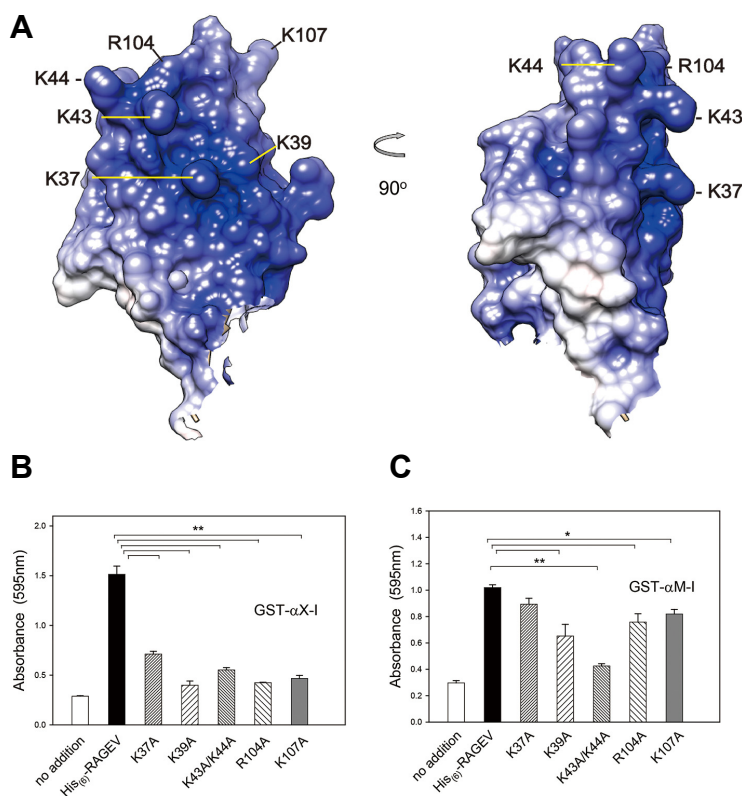 A
R104
K107
K44
K43
K39
K37
90°
K44
R104
K43
K37
B
2.0
1.5
1.0
0.5
0.0
Absorbance (595nm)
**
GST-αX-I
no addition
His(6)-RAGEV
K37A
K39A
K43A/K44A
R104A
K107A
C
1.6
1.4
1.2
1.0
0.8
0.6
0.4
0.2
0.0
Absorbance (595nm)
*
**
GST-αM-I
no addition
His(6)-RAGEV
K37A
K39A
K43A/K44A
R104A
K107A